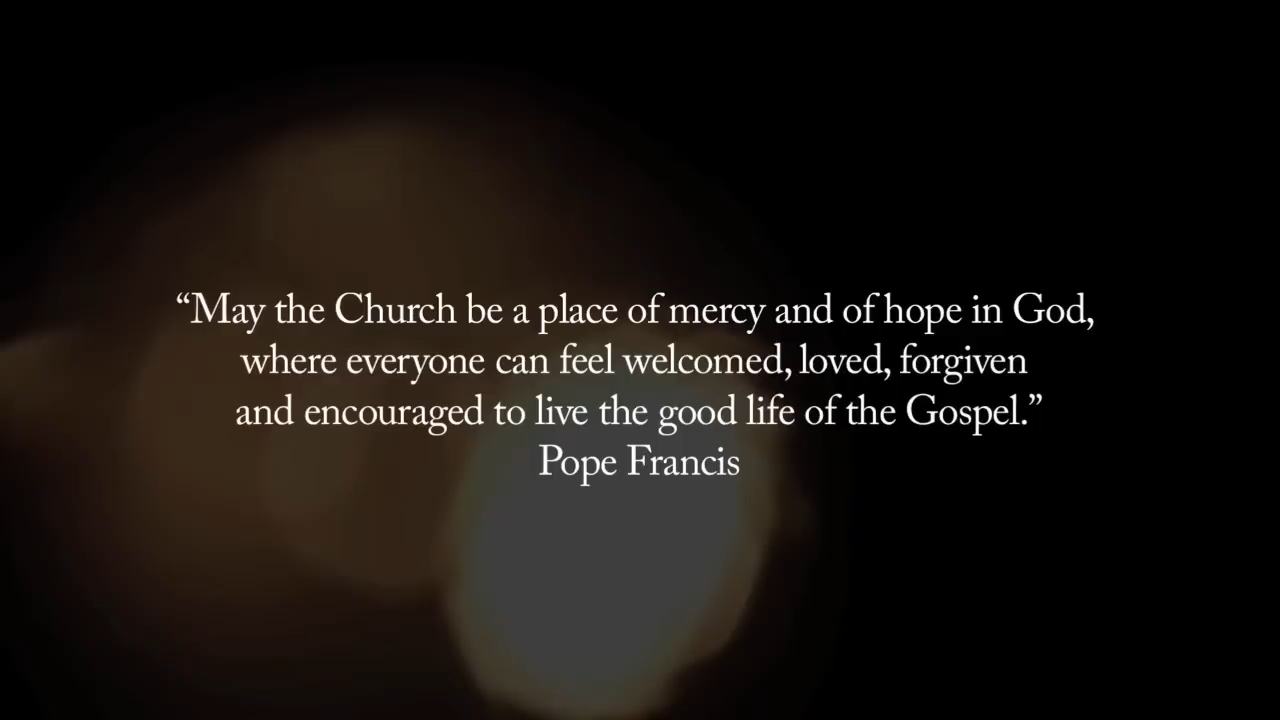 “May the Church be a place of mercy and of hope in God,
where everyone can feel welcomed, loved, forgiven
and encouraged to live the good life of the Gospel.”
Pope Francis